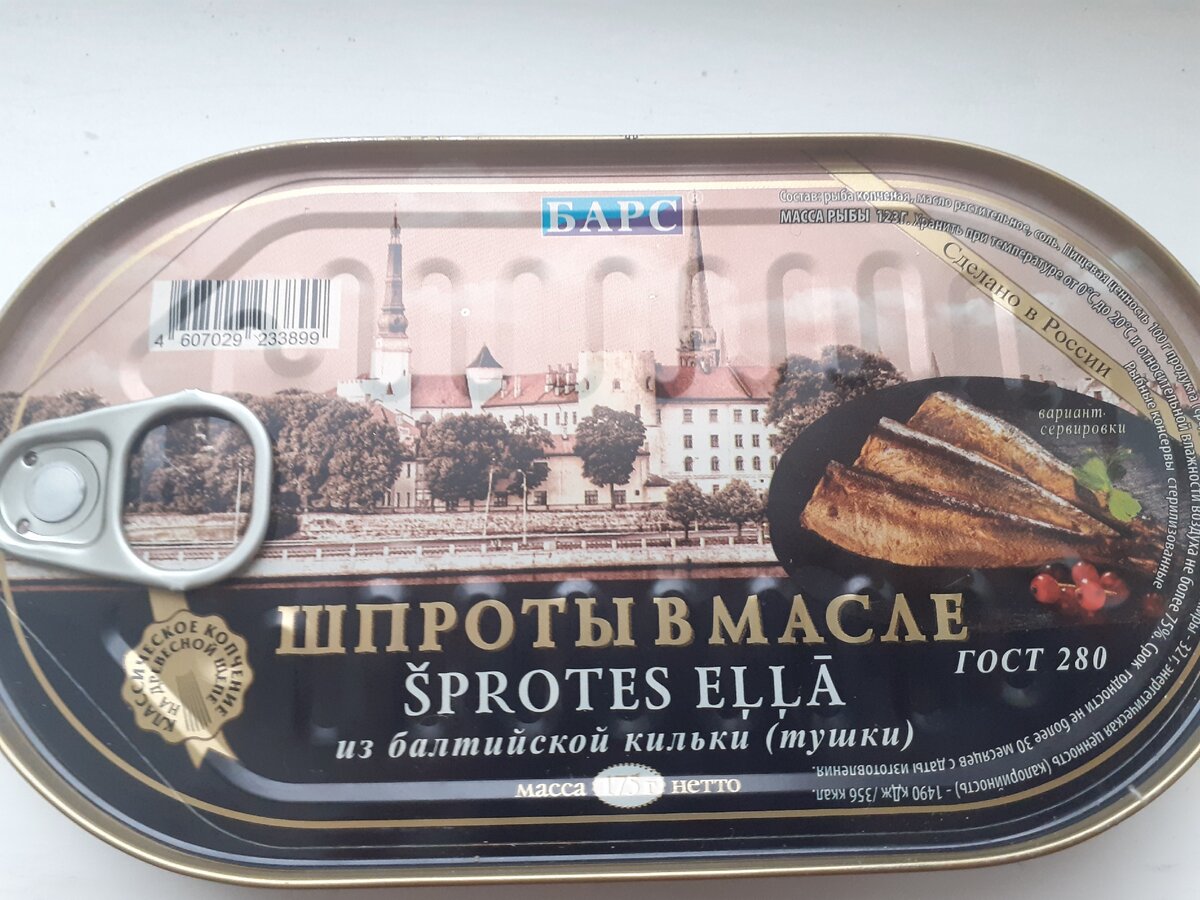 БАРС®
Состав: рыба копченая, масло растительное, соль. Пищевая ценность 100 г
- 32 г, энергетическая ценность (калорийность) - 1490 кДж / 356 ккал.
МАССА РЫБЫ 123 Г. Хранить при температуре от 0°С до 20°С и относительной влажности воздуха не более 75%. Срок годности не более 30 месяцев с даты изготовления.
Рыбные консервы стерилизованные
Сделано в России
4 607029 233899
вариант
сервировки
ШПРОТЫ В МАСЛЕ
ГОСТ 280
ŠPROTES EĻĻĀ
из балтийской кильки (тушки)
масса 175 г нетто
КЛАССИЧЕСКОЕ КОПЧЕНИЕ
НА ДРЕВЕСНОЙ ЩЕПЕ